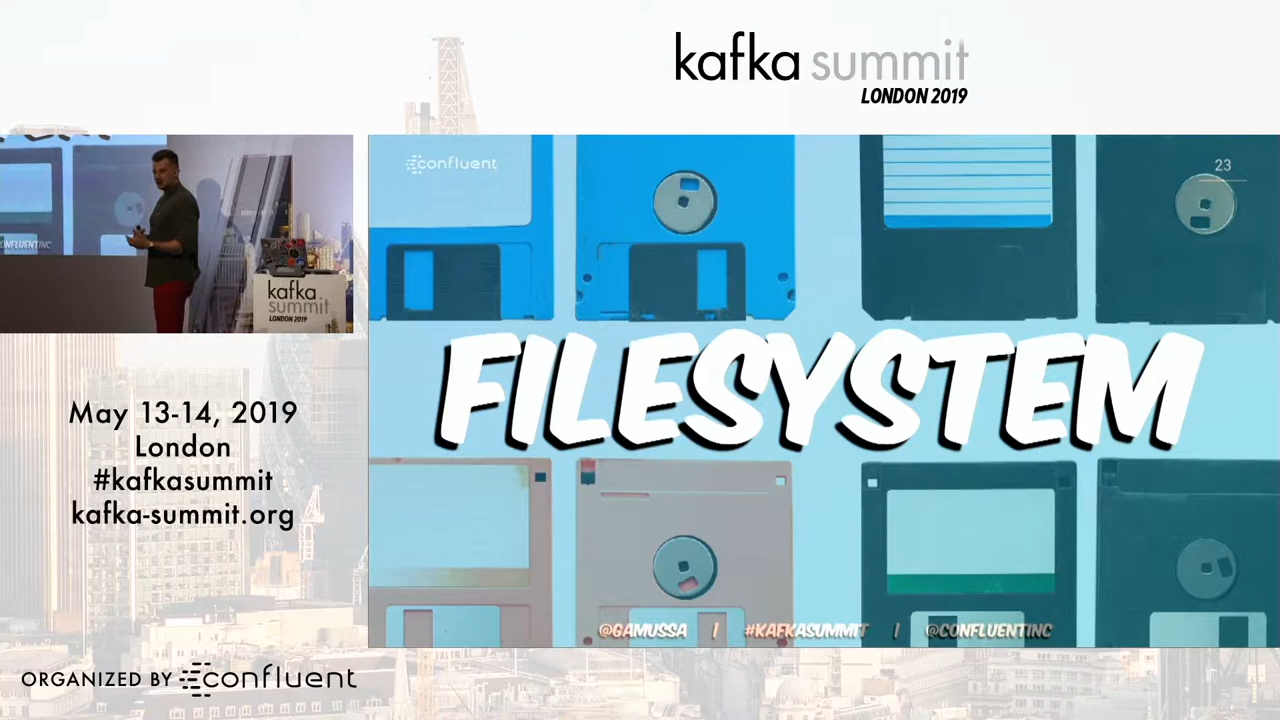 kafka summit
LONDON 2019
CONFLUENTINC
kafka
summit
LONDON 2019
confluent
23
FILESYSTEM
@GAMUSSA | #KAFKASUMMIT | @CONFLUENTINC
May 13-14, 2019
London
#kafkasummit
kafka-summit.org
ORGANIZED BY confluent